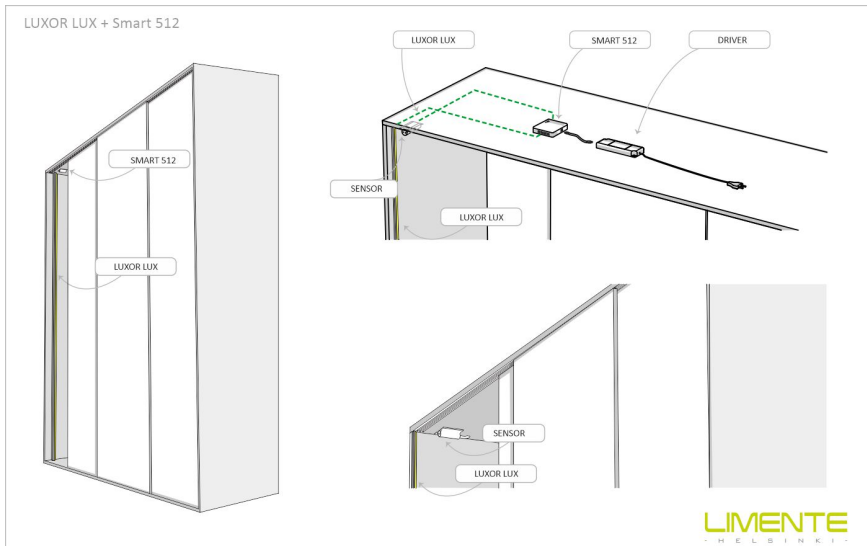 LUXOR LUX + Smart 512
SMART 512
LUXOR LUX
LUXOR LUX
SMART 512
DRIVER
SENSOR
LUXOR LUX
SENSOR
LUXOR LUX
LIMENTE
- HELSINKI -